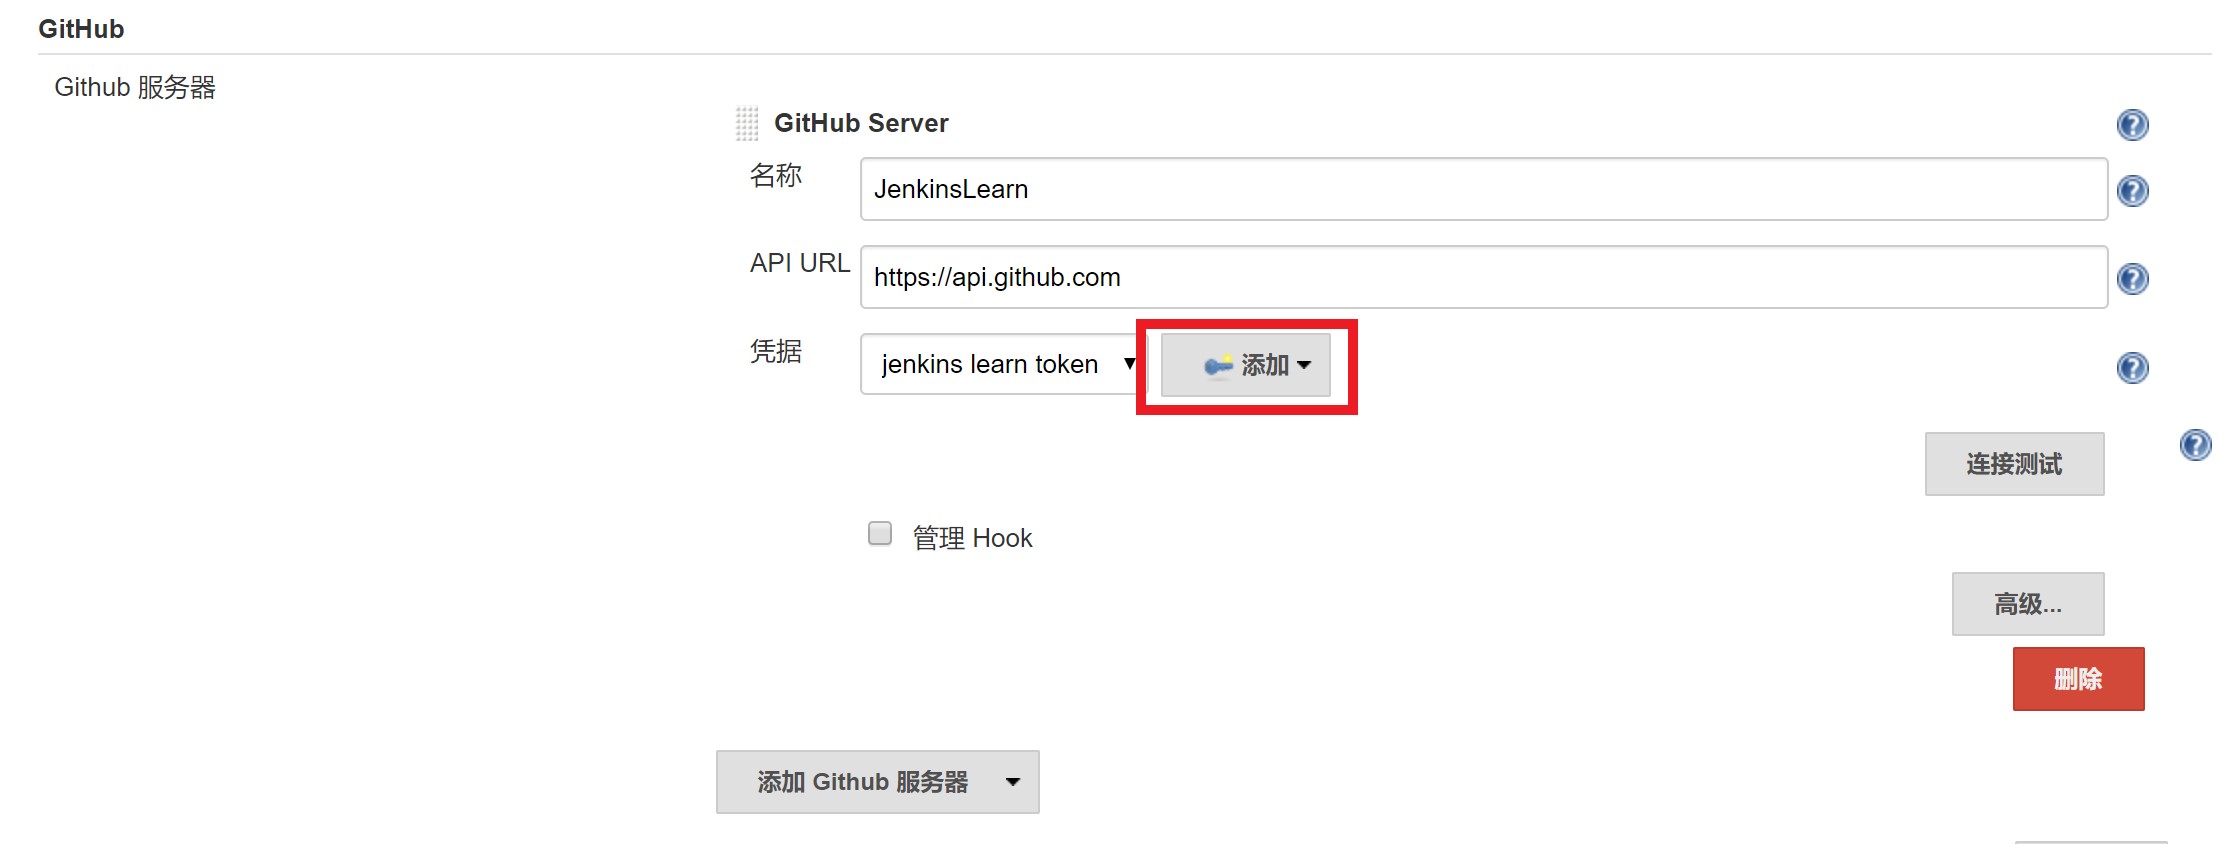 GitHub
Github 服务器
GitHub Server
名称
JenkinsLearn
API URL
https://api.github.com
凭据
jenkins learn token
添加
连接测试
管理 Hook
高级...
删除
添加 Github 服务器